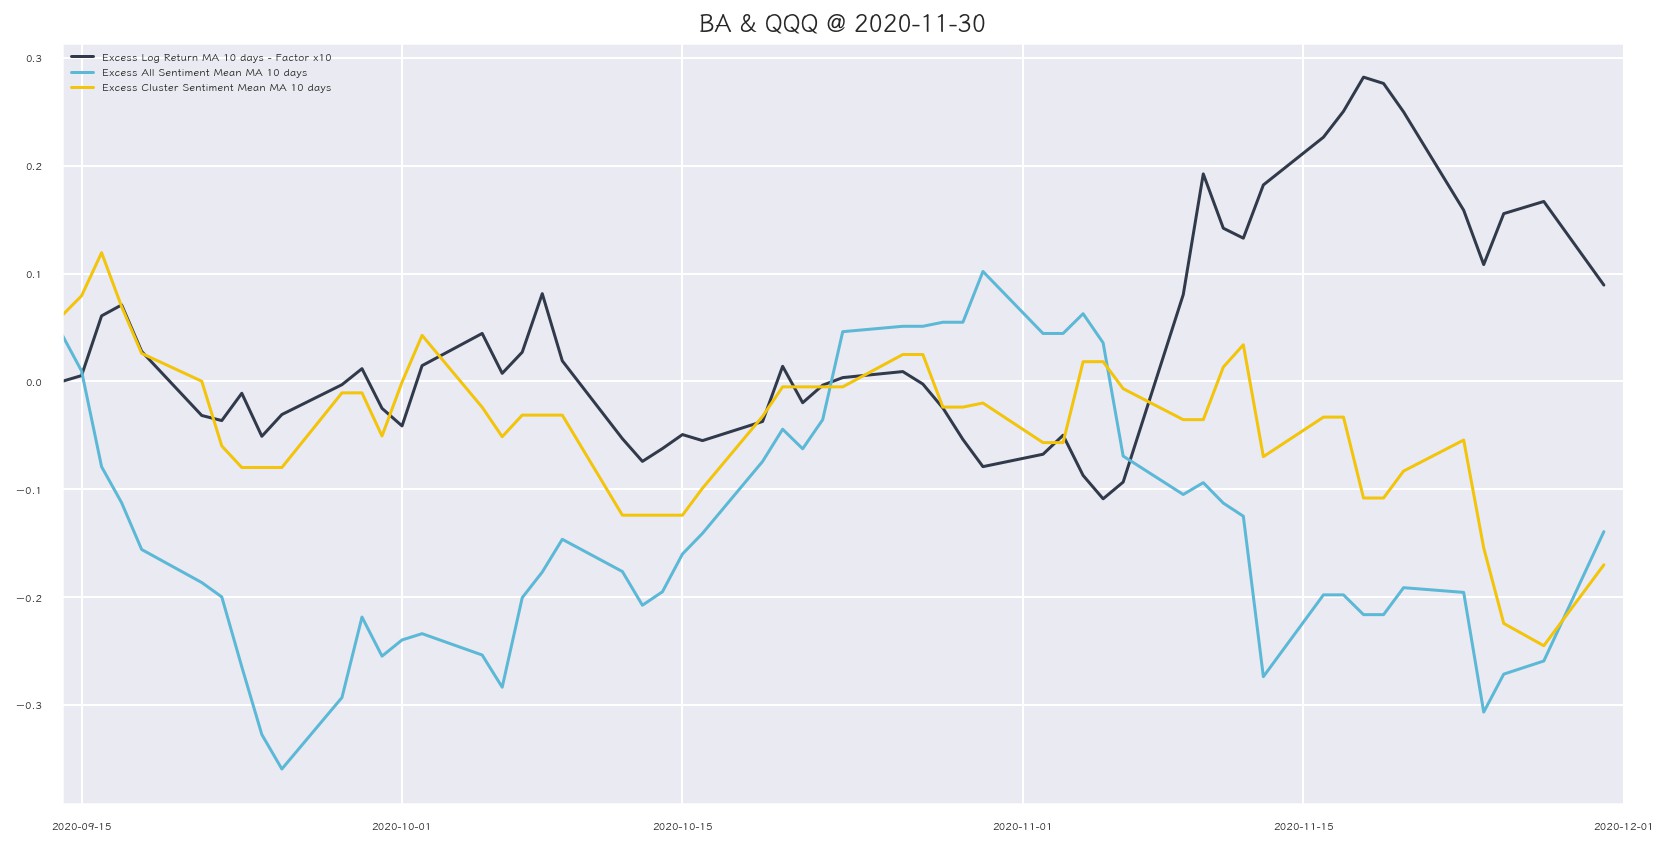 BA & QQQ @ 2020-11-30
Excess Log Return MA 10 days - Factor x10
Excess All Sentiment Mean MA 10 days
Excess Cluster Sentiment Mean MA 10 days
0.3
0.2
0.1
0.0
−0.1
−0.2
−0.3
2020-09-15 2020-10-01 2020-10-15 2020-11-01 2020-11-15 2020-12-01